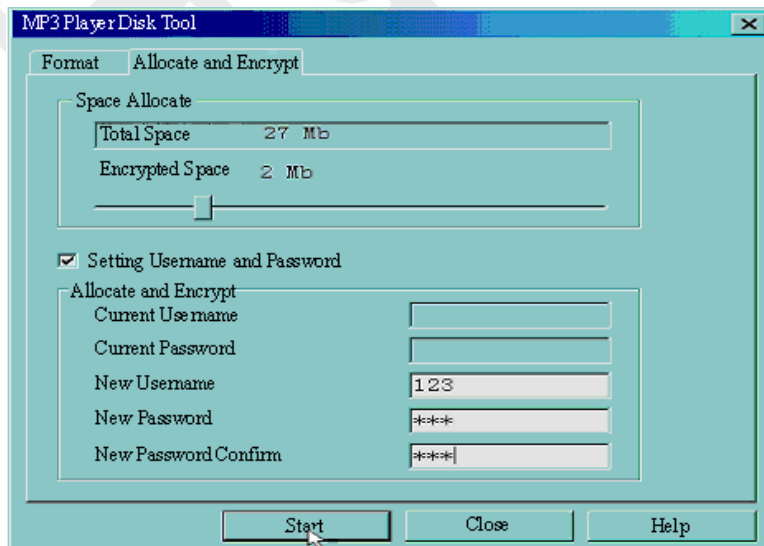 MP3 Player Disk Tool
Format Allocate and Encrypt
Space Allocate
Total Space 27 Mb
Encrypted Space 2 Mb
Setting Username and Password
Allocate and Encrypt
Current Username
Current Password
New Username 123
New Password ***
New Password Confirm ***
Start Close Help